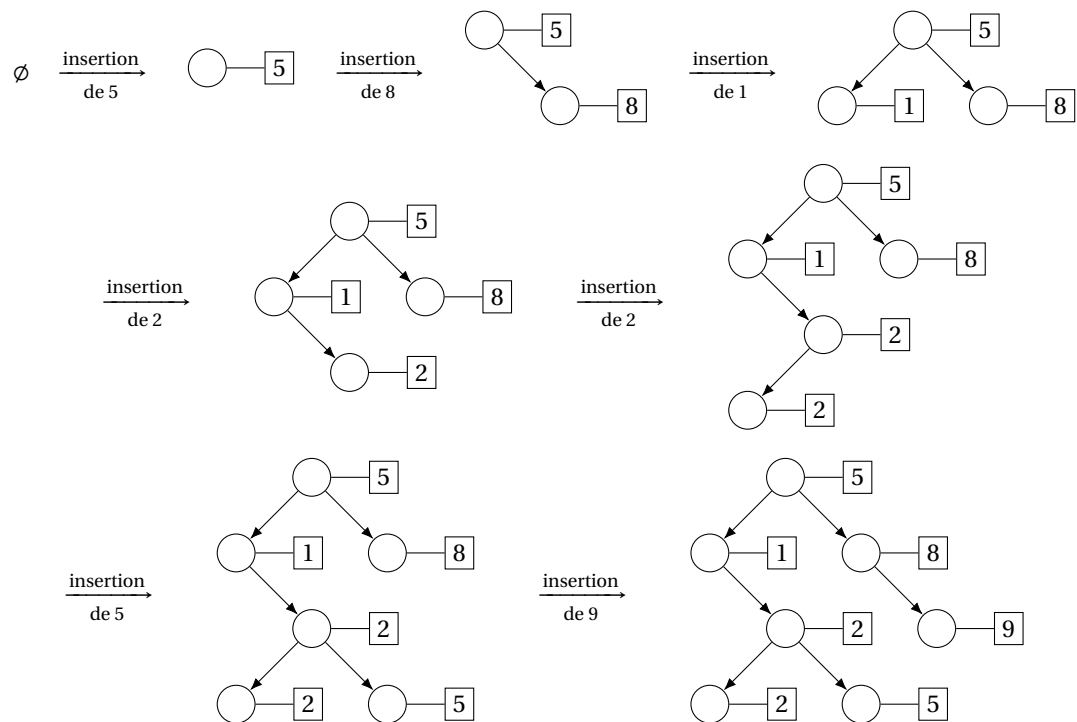 ∅ insertion de 5 5 insertion de 8 5 8 insertion de 1 5 1 8
insertion de 2 5 1 8 2 insertion de 2 5 1 8 2 2
insertion de 5 5 1 8 2 2 5 insertion de 9 5 1 8 2 9 2 5